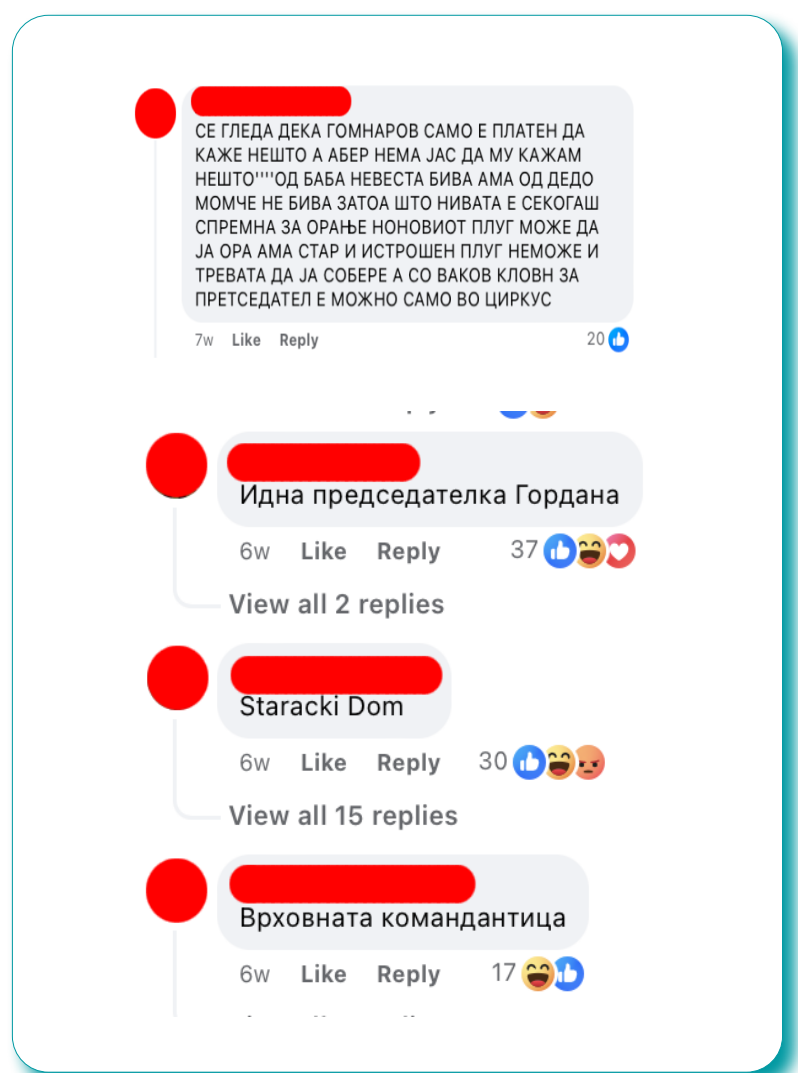 СЕ ГЛЕДА ДЕКА ГОМНАРОВ САМО Е ПЛАТЕН ДА
КАЖЕ НЕШТО А АБЕР НЕМА ЈАС ДА МУ КАЖАМ
НЕШТО''''ОД БАБА НЕВЕСТА БИВА АМА ОД ДЕДО
МОМЧЕ НЕ БИВА ЗАТОА ШТО НИВАТА Е СЕКОГАШ
СПРЕМНА ЗА ОРАЊЕ НОНОВИОТ ПЛУГ МОЖЕ ДА
ЈА ОРА АМА СТАР И ИСТРОШЕН ПЛУГ НЕМОЖЕ И
ТРЕВАТА ДА ЈА СОБЕРЕ А СО ВАКОВ КЛОВН ЗА
ПРЕТСЕДАТЕЛ Е МОЖНО САМО ВО ЦИРКУС
7w Like Reply 20
Идна председателка Гордана
6w Like Reply 37
View all 2 replies
Staracki Dom
6w Like Reply 30
View all 15 replies
Врховната командантица
6w Like Reply 17